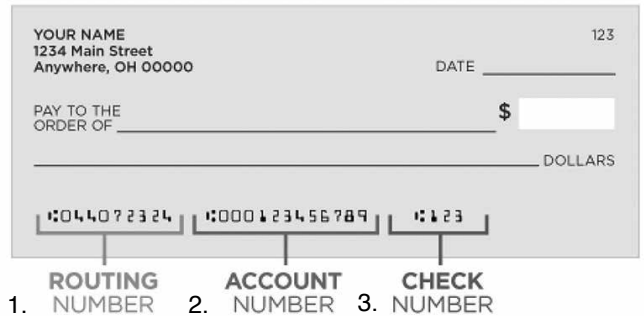 YOUR NAME 123
1234 Main Street
Anywhere, OH 00000
DATE
PAY TO THE
ORDER OF $
DOLLARS
⑆044072324 ⑆000123456789 ⑆123
ROUTING ACCOUNT CHECK
1. NUMBER 2. NUMBER 3. NUMBER